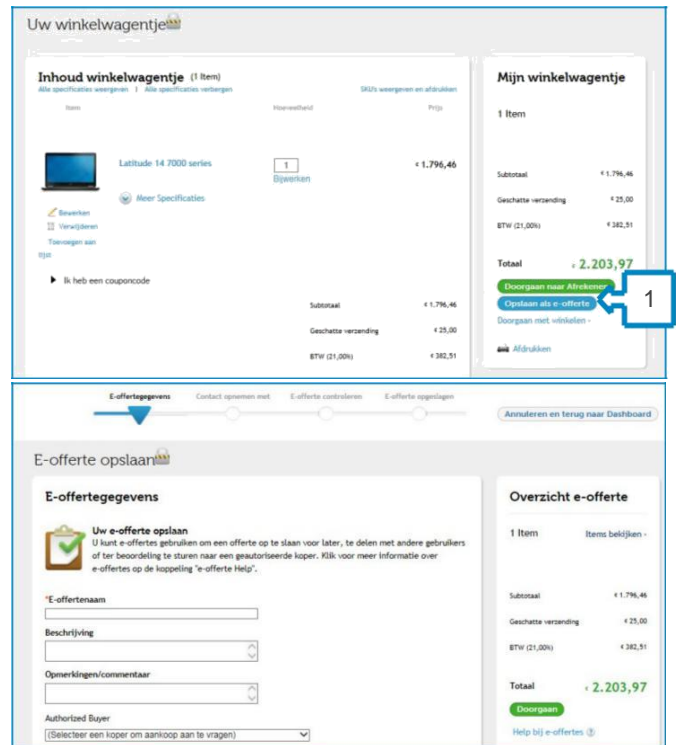 Uw winkelwagentje
Inhoud winkelwagentje (1 Item)
Alle specificaties weergeven | Alle specificaties verbergen
SKU's weergeven en afdrukken
Item
Hoeveelheid
Prijs
Latitude 14 7000 series
1
Bijwerken
€ 1.796,46
Meer Specificaties
Bewerken
Verwijderen
Toevoegen aan
lijst
Ik heb een couponcode
Subtotaal € 1.796,46
Geschatte verzending € 25,00
BTW (21,00%) € 382,51
Mijn winkelwagentje
1 Item
Subtotaal € 1.796,46
Geschatte verzending € 25,00
BTW (21,00%) € 382,51
Totaal € 2.203,97
Doorgaan naar Afrekenen
Opslaan als e-offerte
1
Doorgaan met winkelen ›
Afdrukken
E-offertegegevens
Contact opnemen met
E-offerte controleren
E-offerte opgeslagen
Annuleren en terug naar Dashboard
E-offerte opslaan
E-offertegegevens
Uw e-offerte opslaan
U kunt e-offertes gebruiken om een offerte op te slaan voor later, te delen met andere gebruikers
of ter beoordeling te sturen naar een geautoriseerde koper. Klik voor meer informatie over
e-offertes op de koppeling "e-offerte Help".
*E-offertenaam
Beschrijving
Opmerkingen/commentaar
Authorized Buyer
(Selecteer een koper om aankoop aan te vragen)
Overzicht e-offerte
1 Item
Items bekijken ›
Subtotaal € 1.796,46
Geschatte verzending € 25,00
BTW (21,00%) € 382,51
Totaal € 2.203,97
Doorgaan
Help bij e-offertes ?